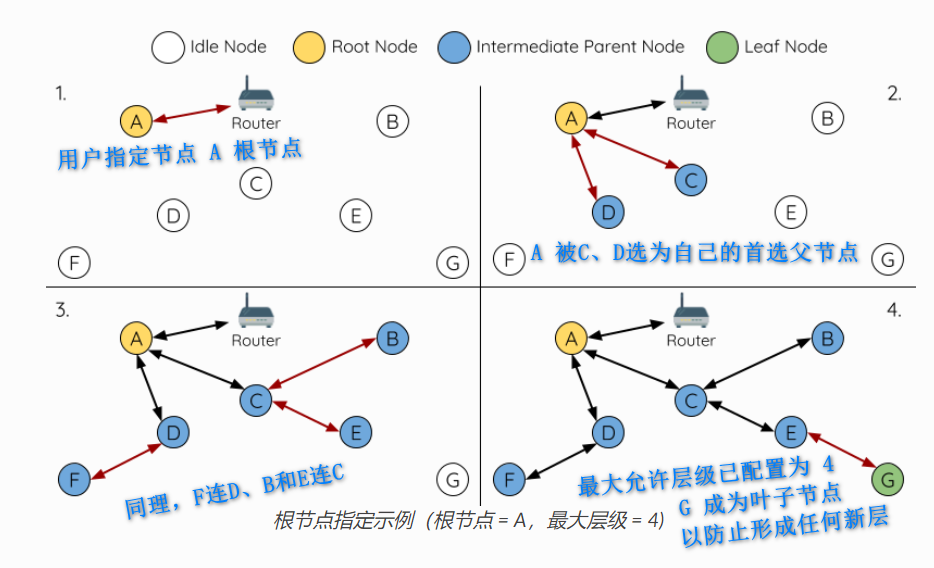 Idle Node
Root Node
Intermediate Parent Node
Leaf Node
1.
A
Router
B
用户指定节点 A 根节点
C
D
E
F
G
2.
A
Router
B
C
D
E
F
A 被C、D选为自己的首选父节点
G
3.
A
Router
B
C
D
E
F
G
同理，F连D、B和E连C
4.
A
Router
B
C
D
E
F
G
最大允许层级已配置为 4
G 成为叶子节点
以防止形成任何新层
根节点指定示例（根节点 = A，最大层级 = 4）